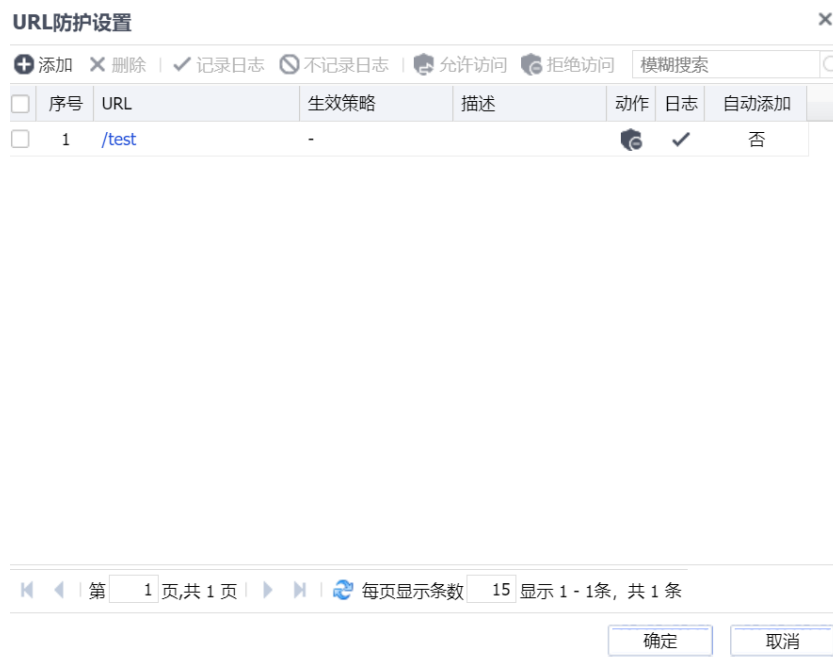 URL防护设置
添加 删除 记录日志 不记录日志 允许访问 拒绝访问 模糊搜索
序号 URL 生效策略 描述 动作 日志 自动添加
1 /test - 否
第 1 页,共 1 页 每页显示条数 15 显示 1 - 1条，共 1 条
确定 取消